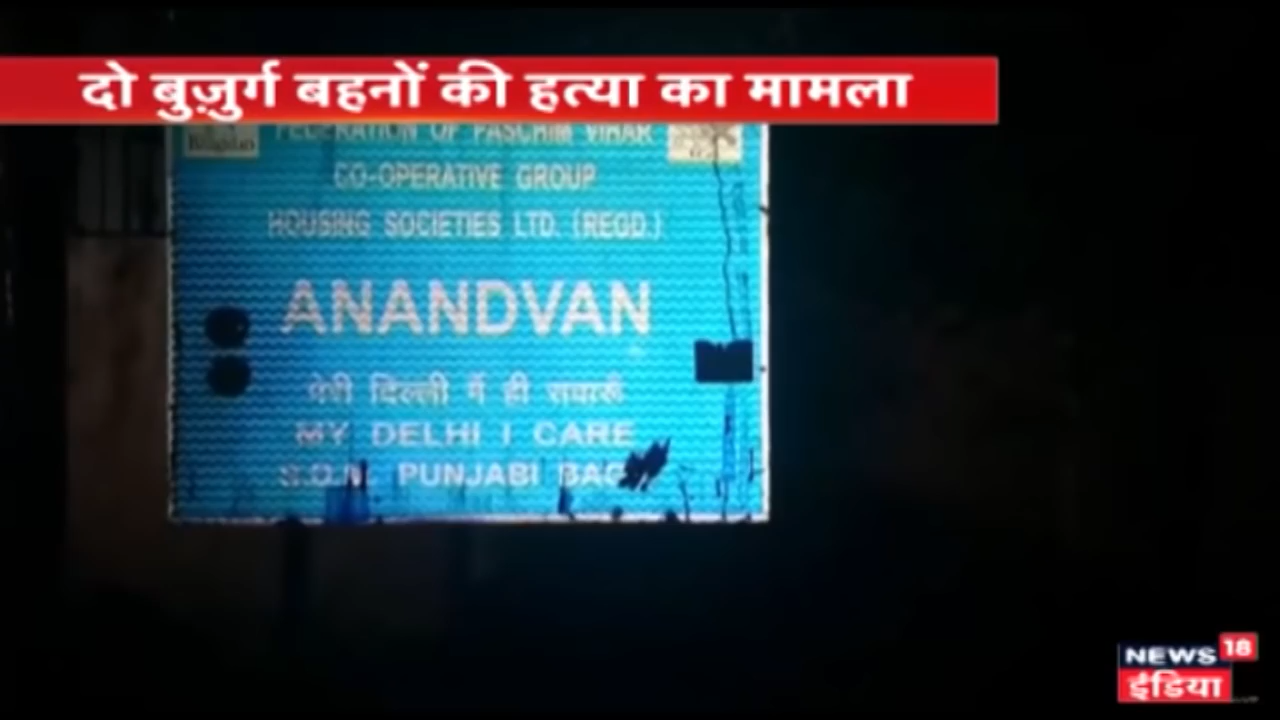 दो बुज़ुर्ग बहनों की हत्या का मामला
FEDERATION OF PASCHIM VIHAR
CO-OPERATIVE GROUP
HOUSING SOCIETIES LTD. (REGD.)
ANANDVAN
मेरी दिल्ली मैं ही सवारूँ
MY DELHI I CARE
PUNJABI
NEWS 18
इंडिया